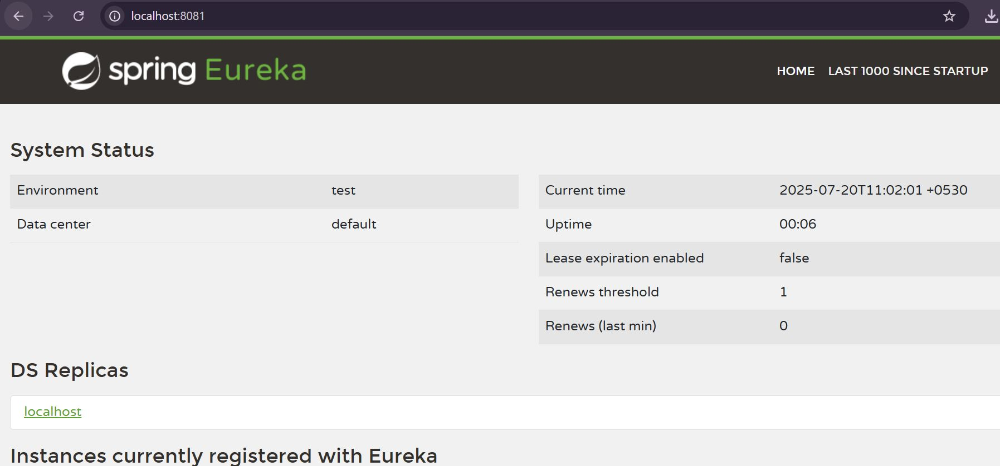 localhost:8081
spring Eureka
HOME LAST 1000 SINCE STARTUP
System Status
Environment test
Data center default
Current time 2025-07-20T11:02:01 +0530
Uptime 00:06
Lease expiration enabled false
Renews threshold 1
Renews (last min) 0
DS Replicas
localhost
Instances currently registered with Eureka